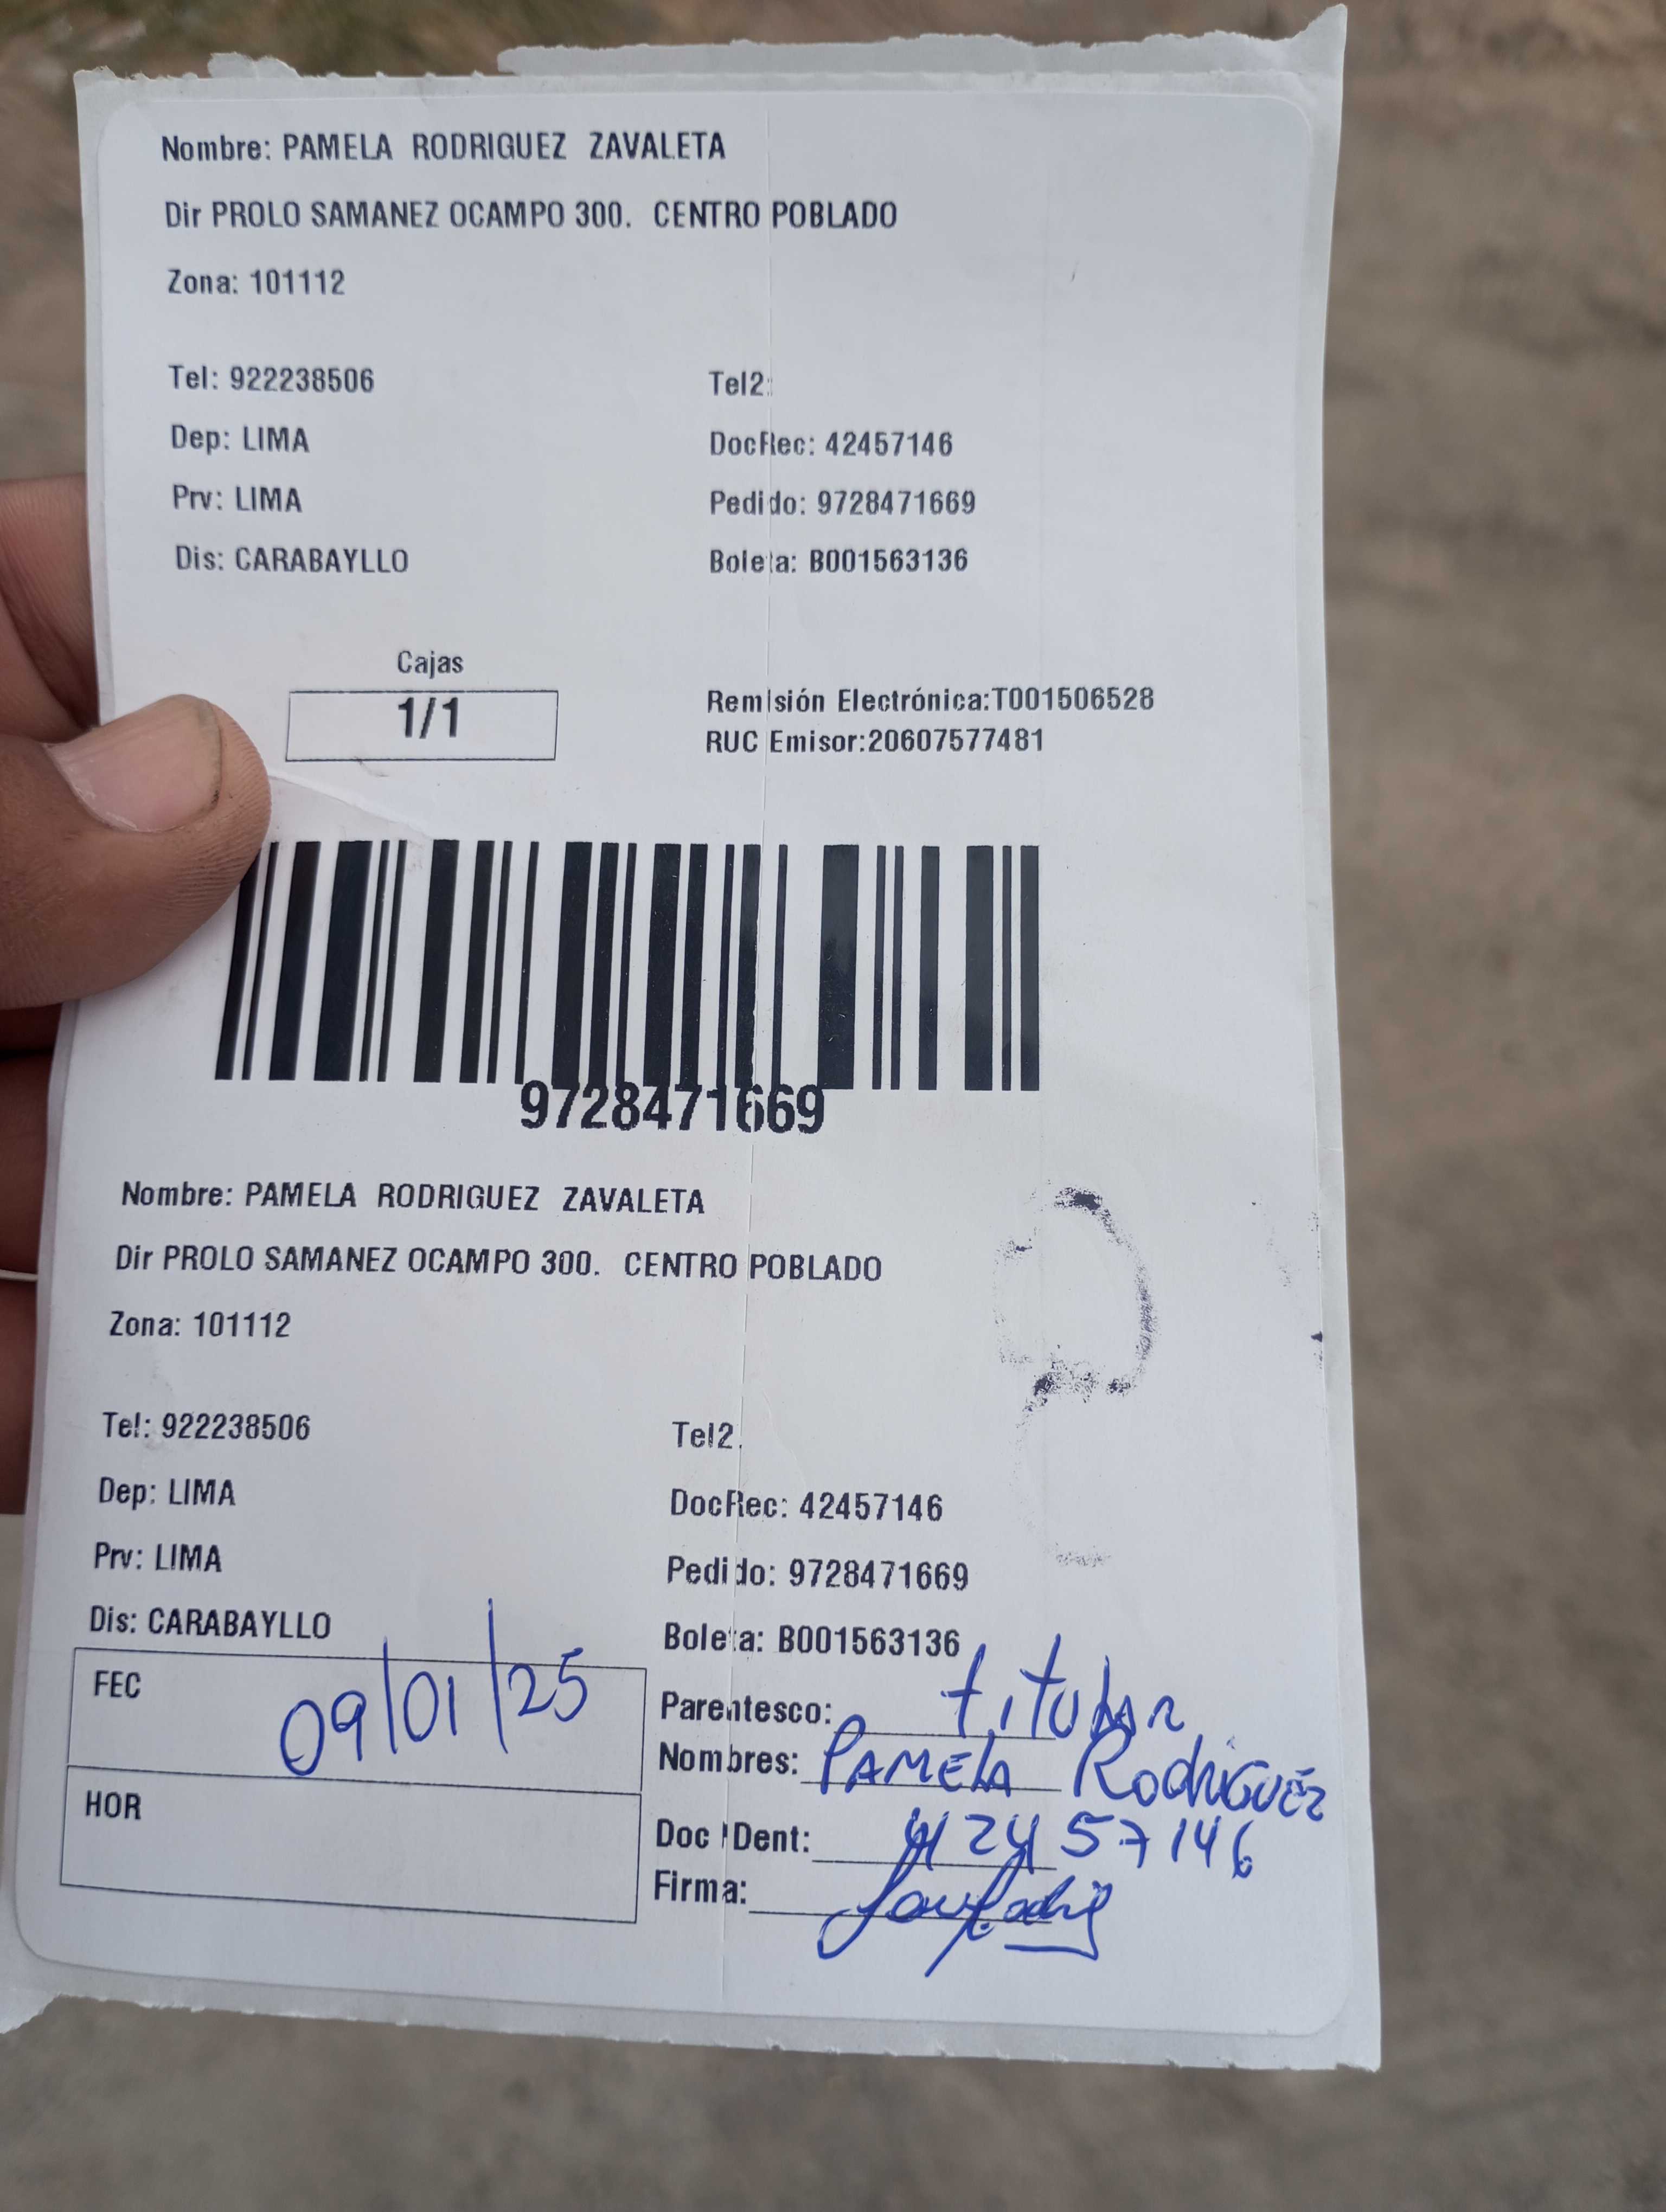 Nombre: PAMELA RODRIGUEZ ZAVALETA
Dir PROLO SAMANEZ OCAMPO 300. CENTRO POBLADO
Zona: 101112
Tel: 922238506 Tel2:
Dep: LIMA DocRec: 42457146
Prv: LIMA Pedido: 9728471669
Dis: CARABAYLLO Boleta: B001563136
Cajas
1/1
Remisión Electrónica:T001506528
RUC Emisor:20607577481
9728471669
Nombre: PAMELA RODRIGUEZ ZAVALETA
Dir PROLO SAMANEZ OCAMPO 300. CENTRO POBLADO
Zona: 101112
Tel: 922238506 Tel2.
Dep: LIMA DocRec: 42457146
Prv: LIMA Pedido: 9728471669
Dis: CARABAYLLO Boleta: B001563136
FEC 09/01/25
HOR
Parentesco: titular
Nombres: PAMELA RODRIGUEZ
Doc Dent: 42457146
Firma: